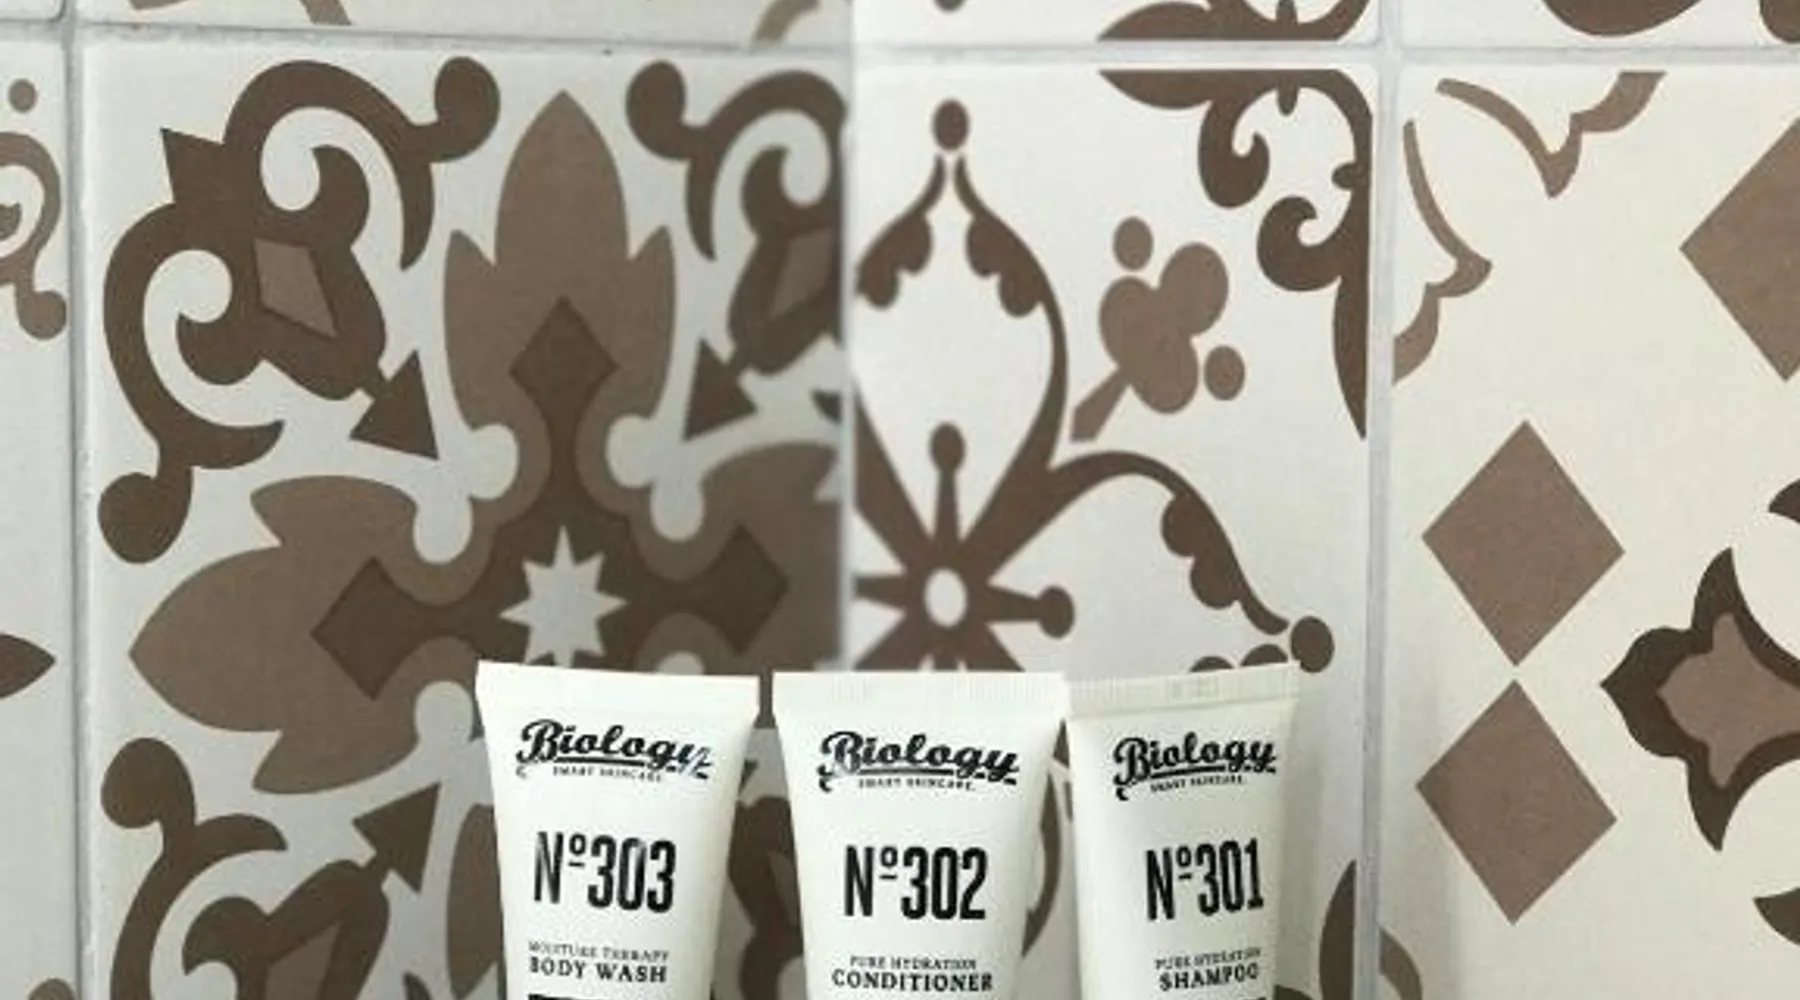 Biology
SMART SKINCARE
Nº303
MOISTURE THERAPY
BODY WASH
Biology
SMART SKINCARE
Nº302
PURE HYDRATION
CONDITIONER
Biology
SMART SKINCARE
Nº301
PURE HYDRATION
SHAMPOO